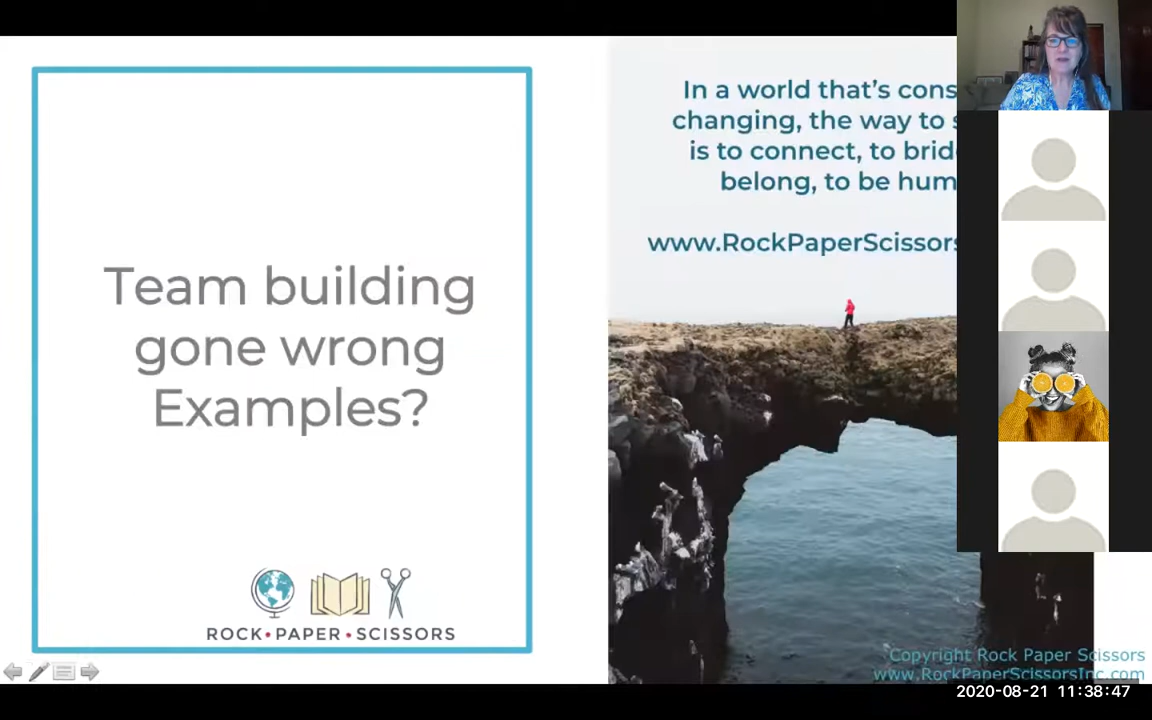 Team building
gone wrong
Examples?
ROCK•PAPER•SCISSORS
In a world that's cons
changing, the way to s
is to connect, to brid
belong, to be hum
www.RockPaperScissors
Copyright Rock Paper Scissors
www.RockPaperScissorsInc.com
2020-08-21 11:38:47